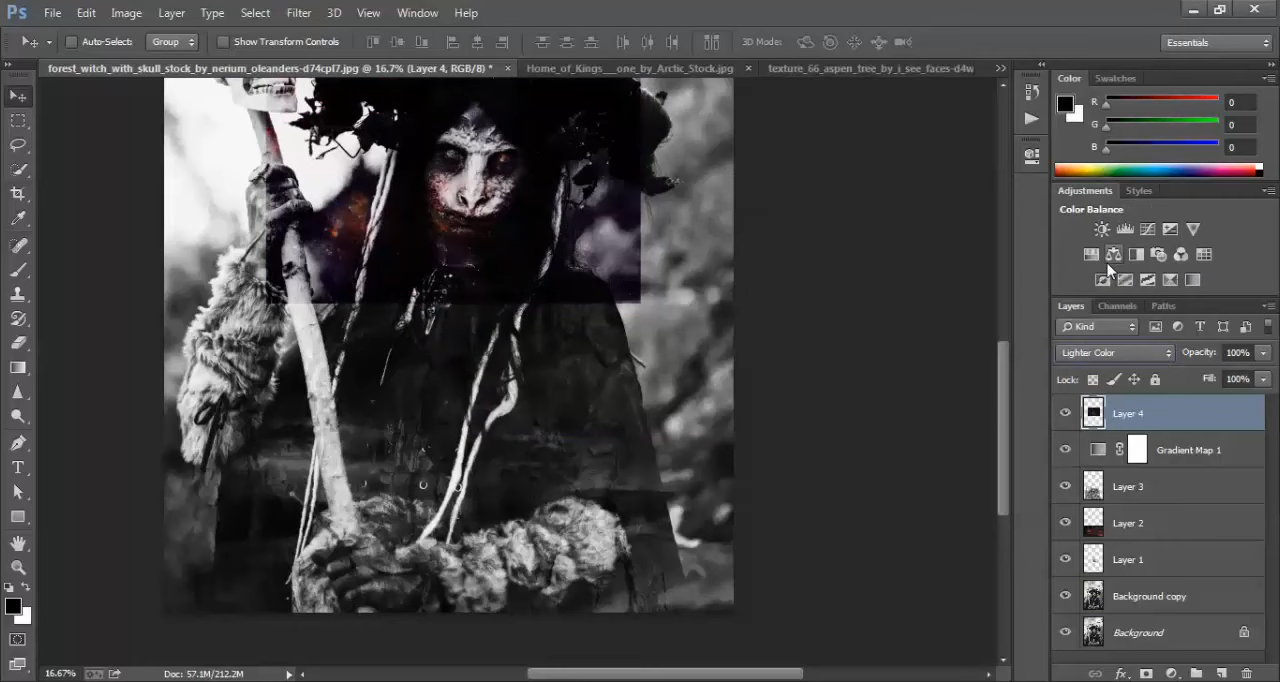 Ps File Edit Image Layer Type Select Filter 3D View Window Help
Auto-Select: Group Show Transform Controls 3D Mode: Essentials
forest_witch_with_skull_stock_by_nerium_oleanders-d74cpf7.jpg @ 16.7% (Layer 4, RGB/8) * × Home_of_Kings___one_by_Arctic_Stock.jpg × texture_66_aspen_tree_by_i_see_faces-d4w
Color Swatches
R 0
G 0
B 0
Adjustments Styles
Color Balance
Layers Channels Paths
Kind
Lighter Color Opacity: 100%
Lock: Fill: 100%
Layer 4
Gradient Map 1
Layer 3
Layer 2
Layer 1
Background copy
Background
16.67% Doc: 57.1M/212.2M